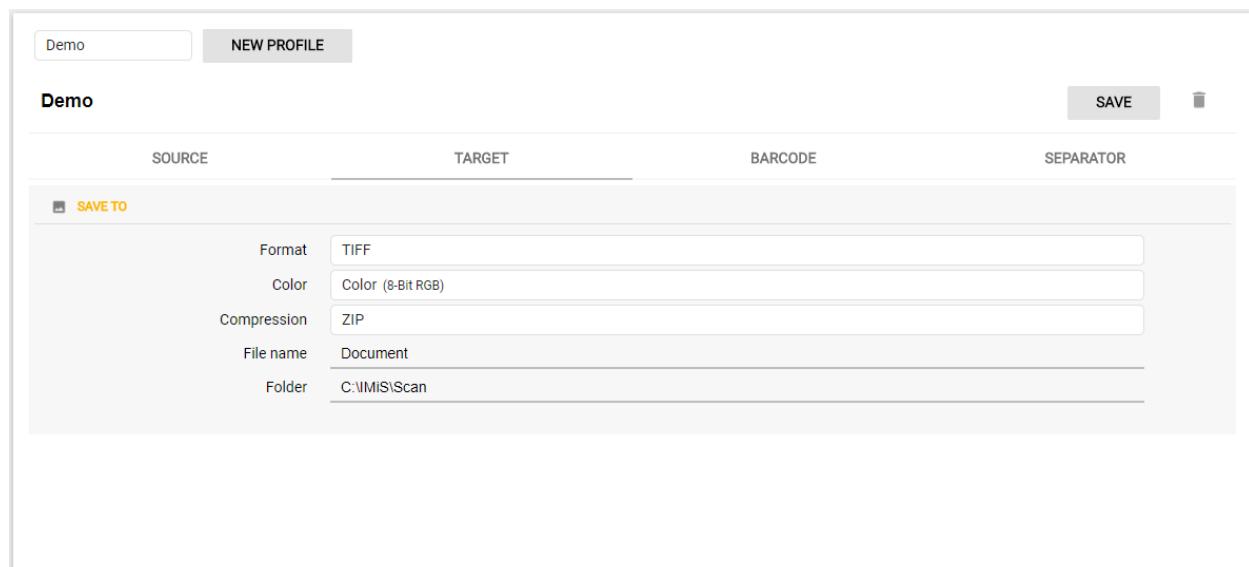 Demo NEW PROFILE
Demo SAVE
SOURCE TARGET BARCODE SEPARATOR
SAVE TO
Format TIFF
Color Color (8-Bit RGB)
Compression ZIP
File name Document
Folder C:\IMiS\Scan